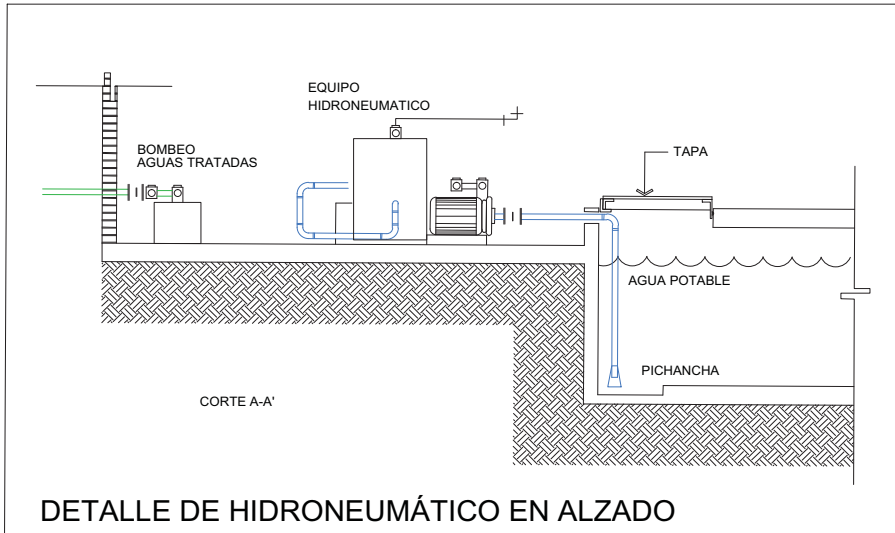 EQUIPO
HIDRONEUMATICO
BOMBEO
AGUAS TRATADAS
TAPA
AGUA POTABLE
PICHANCHA
CORTE A-A'
DETALLE DE HIDRONEUMÁTICO EN ALZADO